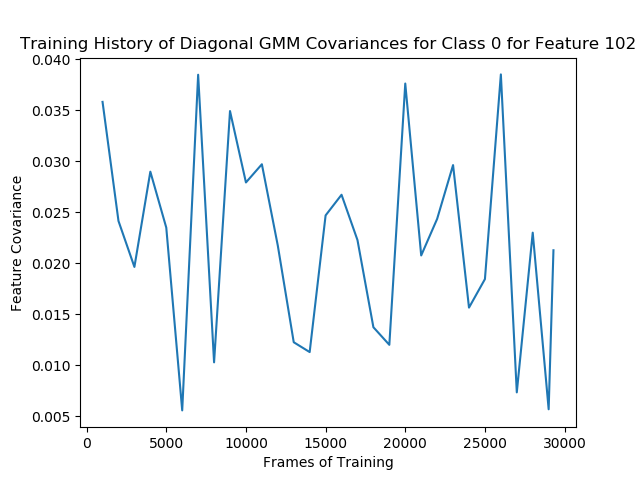 Training History of Diagonal GMM Covariances for Class 0 for Feature 102
0.040
0.035
0.030
0.025
0.020
0.015
0.010
0.005
Feature Covariance
0 5000 10000 15000 20000 25000 30000
Frames of Training